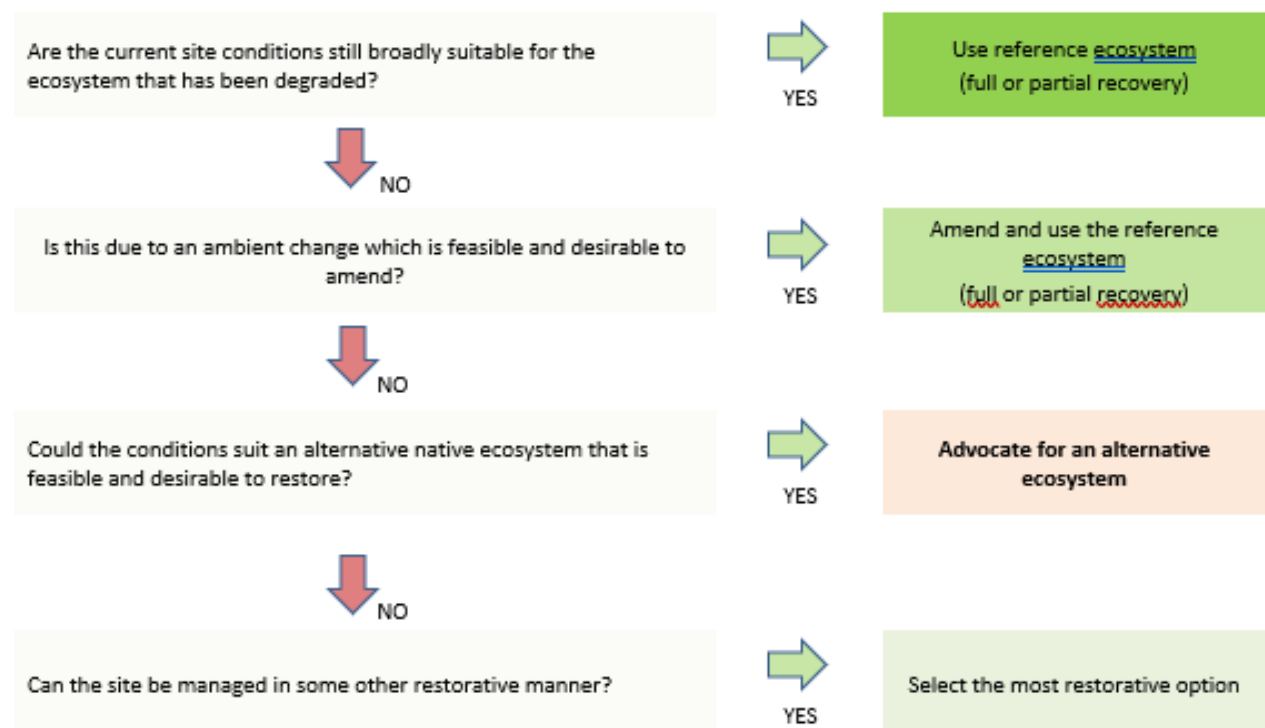 Are the current site conditions still broadly suitable for the
ecosystem that has been degraded?
YES
Use reference ecosystem
(full or partial recovery)
NO
Is this due to an ambient change which is feasible and desirable to
amend?
YES
Amend and use the reference
ecosystem
(full or partial recovery)
NO
Could the conditions suit an alternative native ecosystem that is
feasible and desirable to restore?
YES
Advocate for an alternative
ecosystem
NO
Can the site be managed in some other restorative manner?
YES
Select the most restorative option